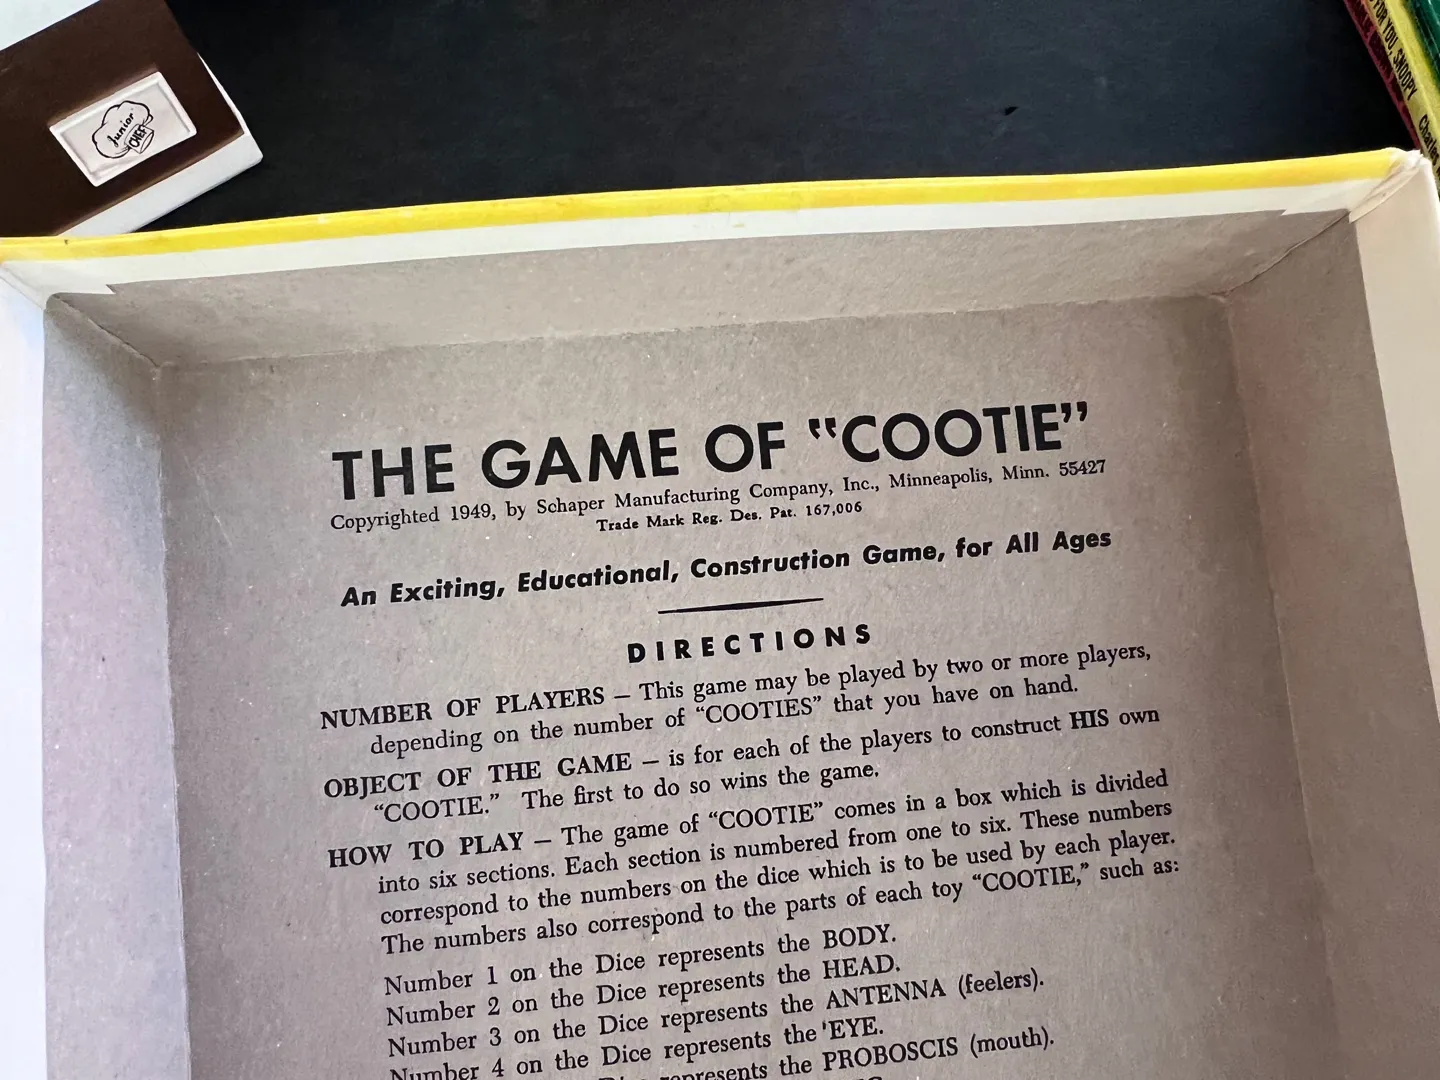 Junior
CHEF
FOR YOU, SNOOPY
THE GAME OF "COOTIE"
Copyrighted 1949, by Schaper Manufacturing Company, Inc., Minneapolis, Minn. 55427
Trade Mark Reg. Des. Pat. 167,006
An Exciting, Educational, Construction Game, for All Ages
DIRECTIONS
NUMBER OF PLAYERS – This game may be played by two or more players,
depending on the number of "COOTIES" that you have on hand.
OBJECT OF THE GAME – is for each of the players to construct HIS own
"COOTIE." The first to do so wins the game.
HOW TO PLAY – The game of "COOTIE" comes in a box which is divided
into six sections. Each section is numbered from one to six. These numbers
correspond to the numbers on the dice which is to be used by each player.
The numbers also correspond to the parts of each toy "COOTIE," such as:
Number 1 on the Dice represents the BODY.
Number 2 on the Dice represents the HEAD.
Number 3 on the Dice represents the ANTENNA (feelers).
Number 4 on the Dice represents the 'EYE.
represents the PROBOSCIS (mouth).